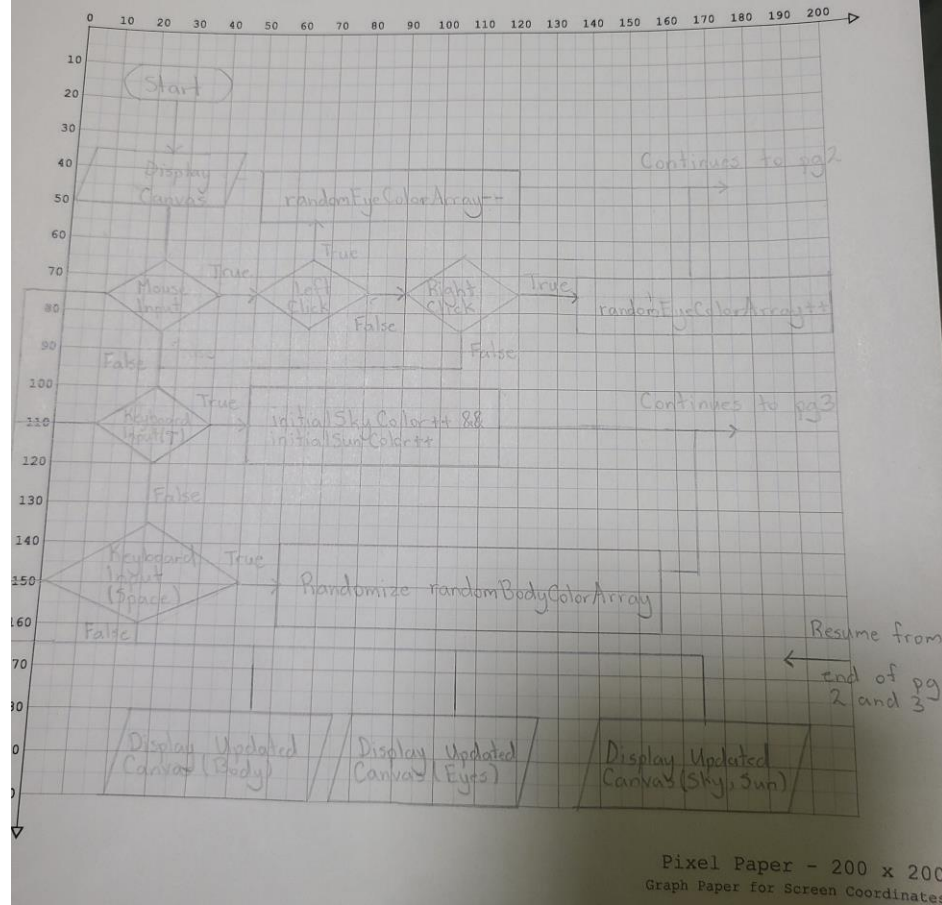 0 10 20 30 40 50 60 70 80 90 100 110 120 130 140 150 160 170 180 190 200
10
Start
20
30
40
Continues to pg2
Display
Canvas
50
randomEyeColorArray--
60
True
70
Mouse
Input
True
Left
Click
Right
Click
True
randomEyeColorArray++
80
False
90
False
False
100
True
Continues to pg3
110
Keyboard
Input(T)
initialSkyColor++ &&
initialSunColor++
120
130
False
140
Keyboard
Input
(Space)
True
150
Randomize randomBodyColorArray
160
False
Resume from
end of pg
2 and 3
70
80
0
Display Updated
Canvas(Body)
Display Updated
Canvas(Eyes)
Display Updated
Canvas(Sky, Sun)
Pixel Paper - 200 x 200
Graph Paper for Screen Coordinates